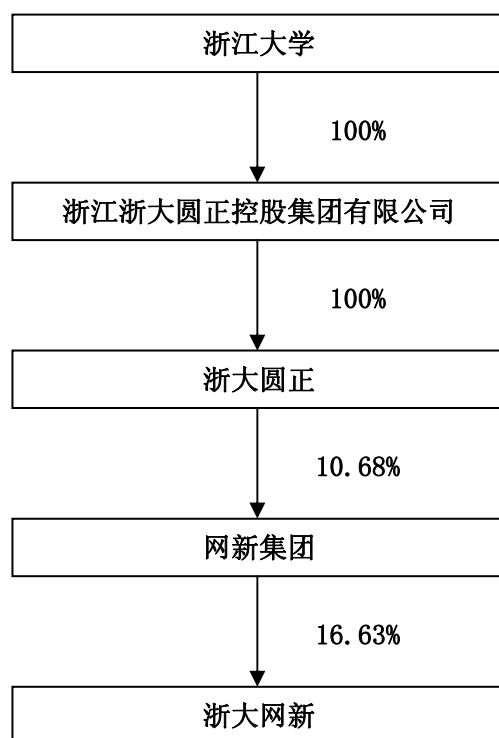 浙江大学
100%
浙江浙大圆正控股集团有限公司
100%
浙大圆正
10.68%
网新集团
16.63%
浙大网新